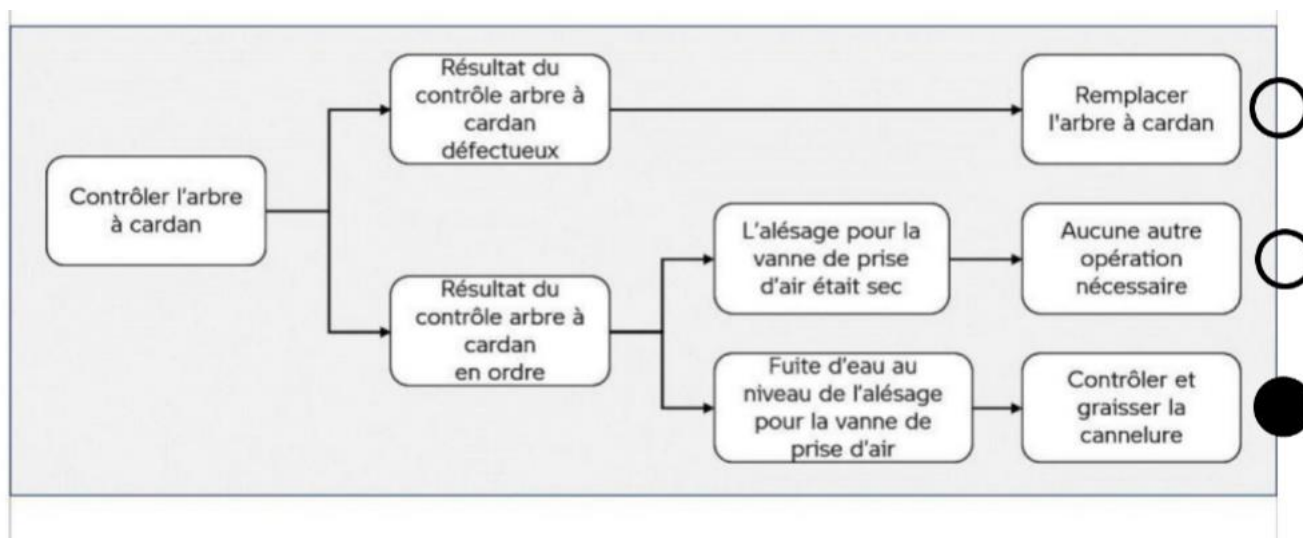 Contrôler l'arbre
à cardan
Résultat du
contrôle arbre à
cardan
défectueux
Remplacer
l'arbre à cardan
Résultat du
contrôle arbre à
cardan
en ordre
L'alésage pour la
vanne de prise
d'air était sec
Aucune autre
opération
nécessaire
Fuite d'eau au
niveau de l'alésage
pour la vanne de
prise d'air
Contrôler et
graisser la
cannelure